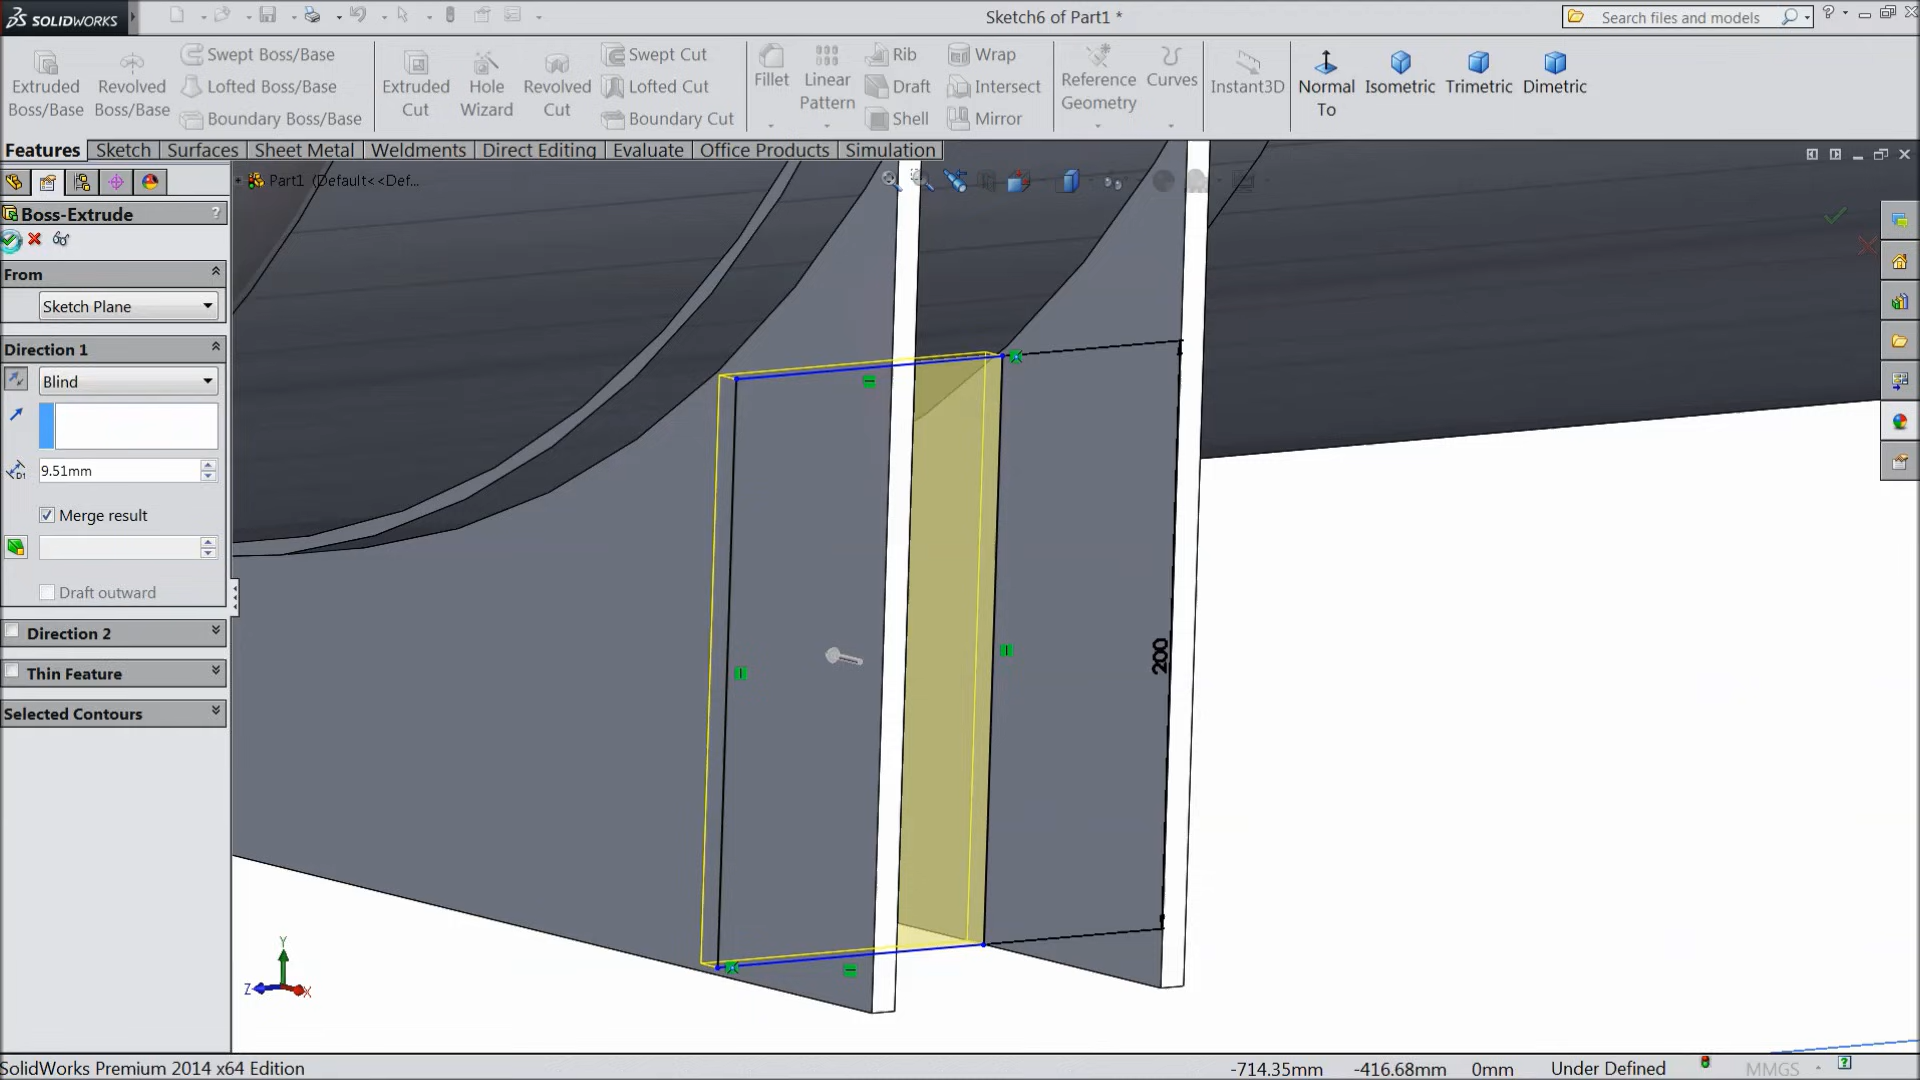 SOLIDWORKS
Sketch6 of Part1 *
Search files and models
?
Extruded Boss/Base
Revolved Boss/Base
Swept Boss/Base
Lofted Boss/Base
Boundary Boss/Base
Extruded Cut
Hole Wizard
Revolved Cut
Swept Cut
Lofted Cut
Boundary Cut
Fillet
Linear Pattern
Rib
Draft
Shell
Wrap
Intersect
Mirror
Reference Geometry
Curves
Instant3D
Normal To
Isometric
Trimetric
Dimetric
Features
Sketch
Surfaces
Sheet Metal
Weldments
Direct Editing
Evaluate
Office Products
Simulation
Part1 (Default<<Def...
Boss-Extrude
?
From
Sketch Plane
Direction 1
Blind
D1
9.51mm
Merge result
Draft outward
Direction 2
Thin Feature
Selected Contours
200
Y
Z
X
SolidWorks Premium 2014 x64 Edition
-714.35mm
-416.68mm
0mm
Under Defined
MMGS
?